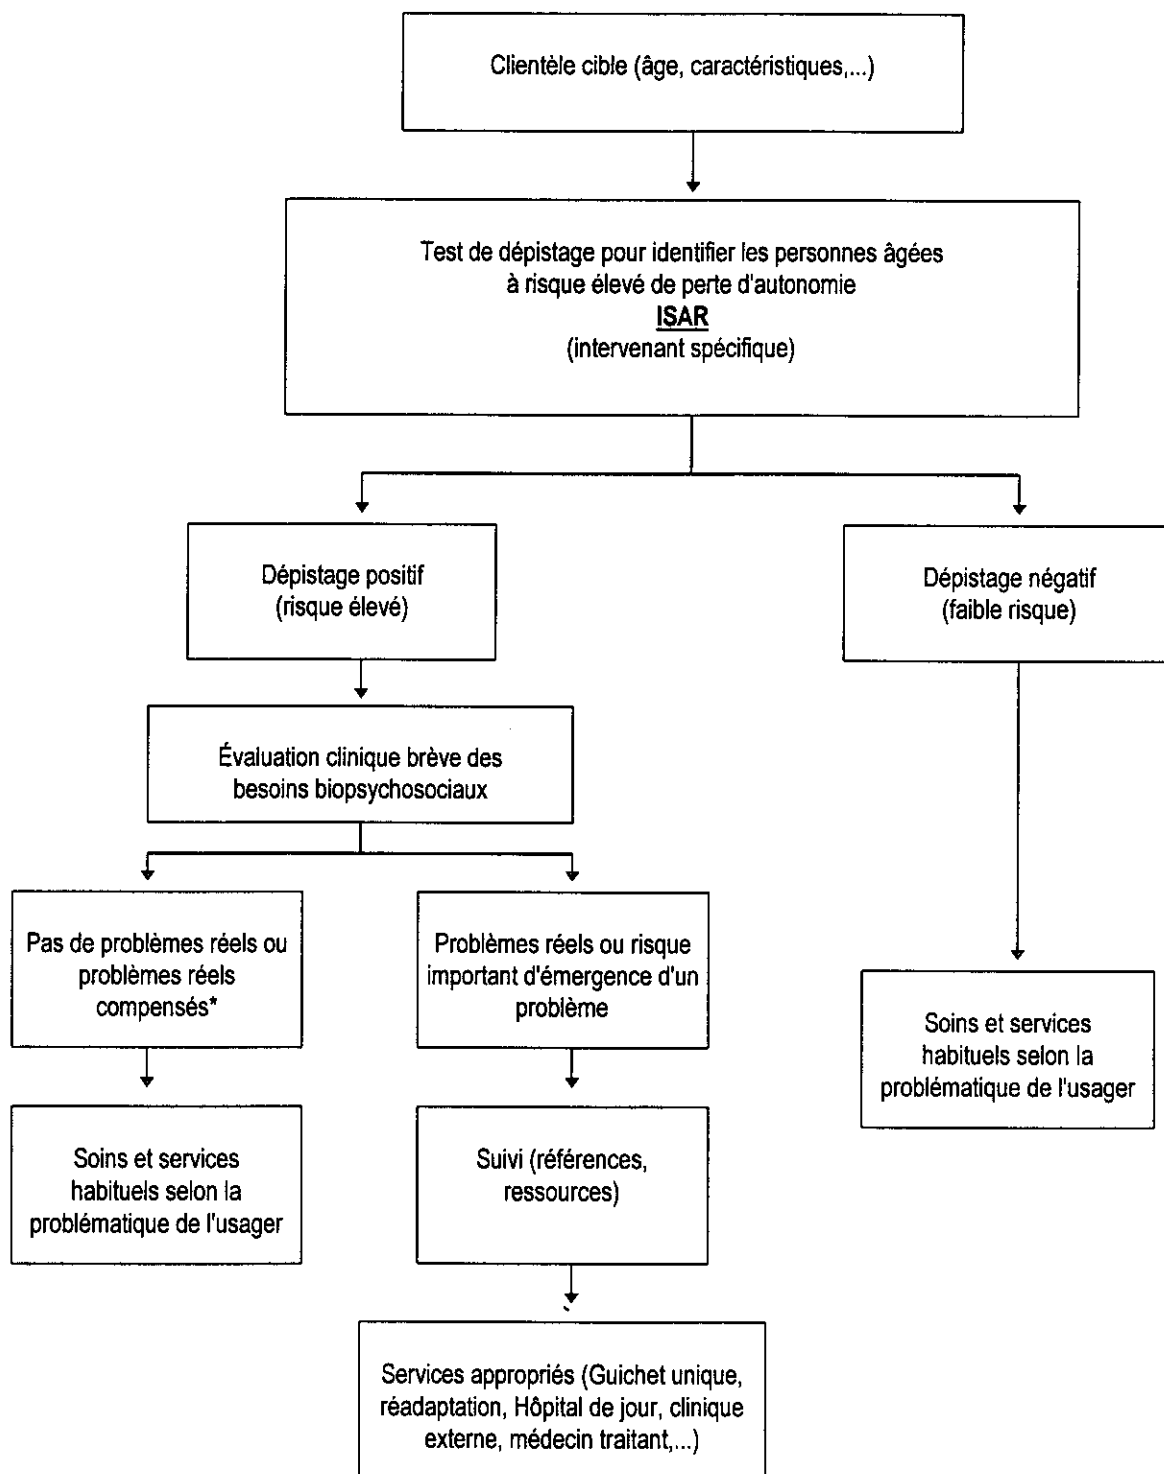 Clientèle cible (âge, caractéristiques,...)
Test de dépistage pour identifier les personnes âgées
à risque élevé de perte d'autonomie
ISAR
(intervenant spécifique)
Dépistage positif
(risque élevé)
Dépistage négatif
(faible risque)
Évaluation clinique brève des
besoins biopsychosociaux
Pas de problèmes réels ou
problèmes réels
compensés*
Problèmes réels ou risque
important d'émergence d'un
problème
Soins et services
habituels selon la
problématique de l'usager
Soins et services
habituels selon la
problématique de l'usager
Suivi (références,
ressources)
Services appropriés (Guichet unique,
réadaptation, Hôpital de jour, clinique
externe, médecin traitant,...)